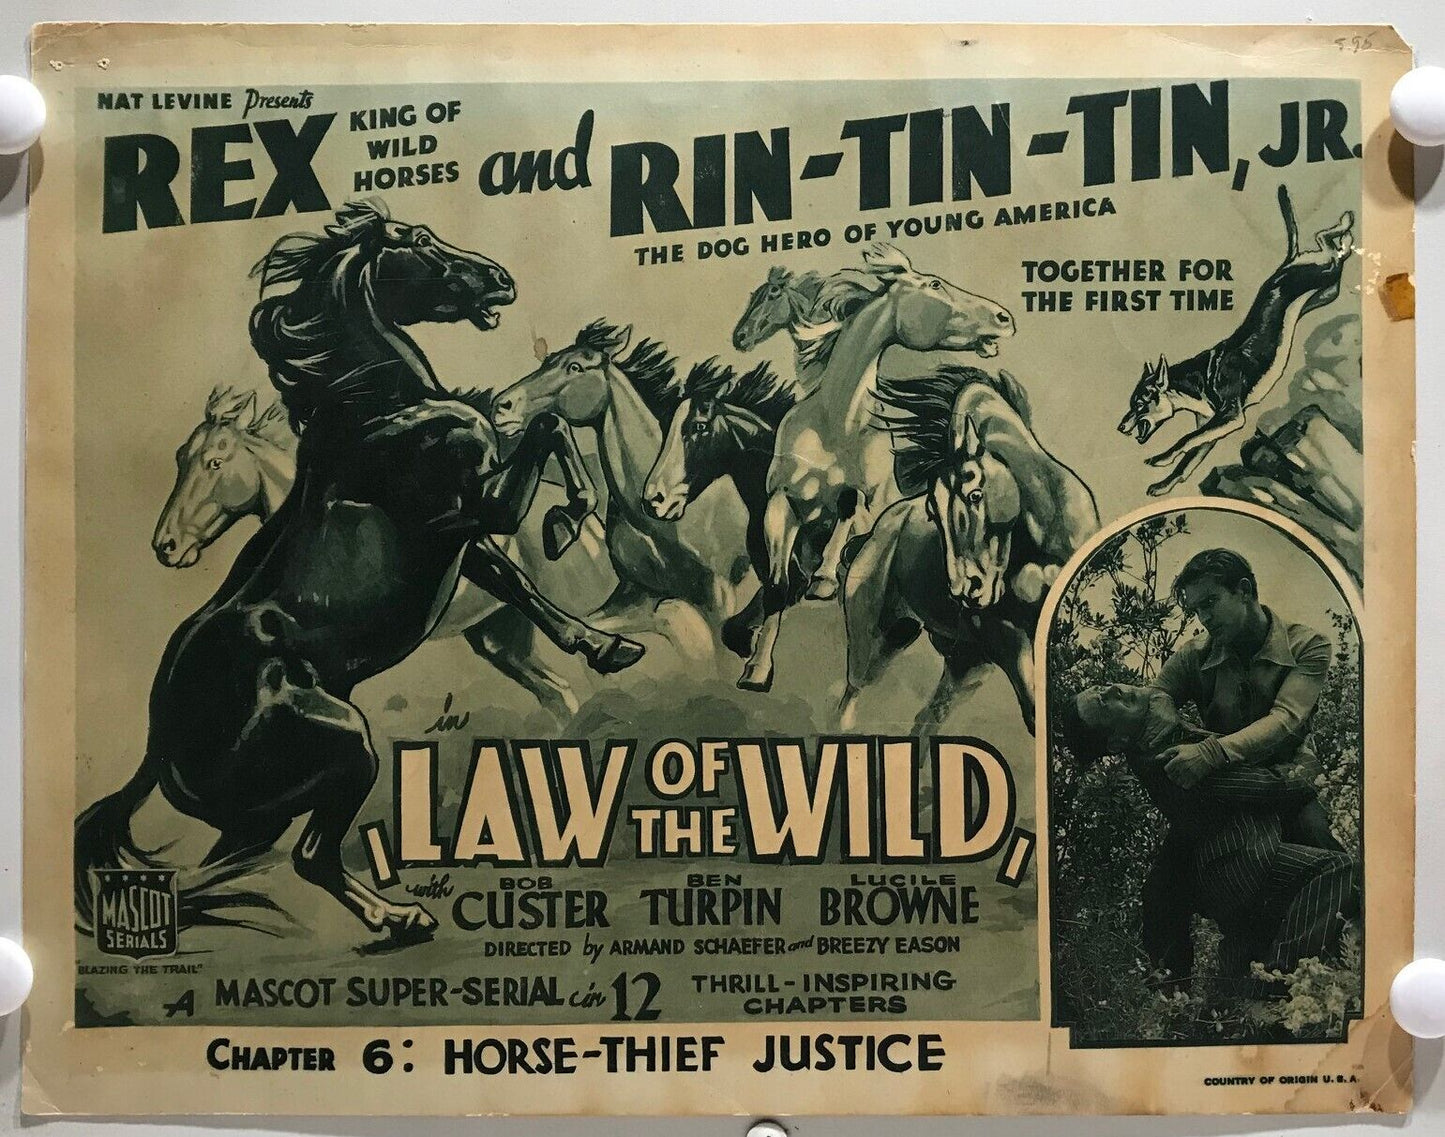 5.95
NAT LEVINE Presents
REX KING OF WILD HORSES and RIN-TIN-TIN, JR.
THE DOG HERO OF YOUNG AMERICA
TOGETHER FOR
THE FIRST TIME
in
"LAW OF THE WILD"
with BOB CUSTER BEN TURPIN LUCILE BROWNE
DIRECTED by ARMAND SCHAEFER and BREEZY EASON
MASCOT
SERIALS
"BLAZING THE TRAIL"
A MASCOT SUPER-SERIAL in 12 THRILL-INSPIRING CHAPTERS
CHAPTER 6: HORSE-THIEF JUSTICE
COUNTRY OF ORIGIN U. S. A.